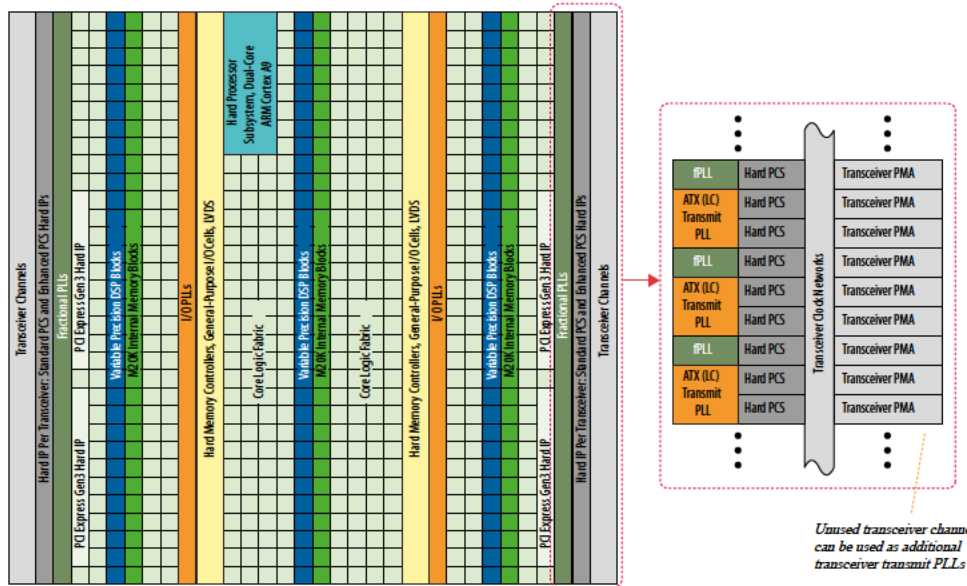 Transceiver Channels
Hard IP Per Transceiver: Standard PCS and Enhanced PCS Hard IPs
Fractional PLLs
PCI Express Gen3 Hard IP
PCI Express Gen3 Hard IP
Variable Precision DSP Blocks
M20K Internal Memory Blocks
I/O PLLs
Hard Memory Controllers, General-Purpose I/O Cells, LVDS
Hard Processor
Subsystem, Dual-Core
ARM Cortex A9
Core Logic Fabric
Variable Precision DSP Blocks
M20K Internal Memory Blocks
Core Logic Fabric
Hard Memory Controllers, General-Purpose I/O Cells, LVDS
I/O PLLs
Variable Precision DSP Blocks
M20K Internal Memory Blocks
PCI Express Gen3 Hard IP
PCI Express Gen3 Hard IP
Fractional PLLs
Hard IP Per Transceiver: Standard PCS and Enhanced PCS Hard IPs
Transceiver Channels
fPLL
Hard PCS
Transceiver PMA
ATX (LC)
Transmit
PLL
Hard PCS
Transceiver PMA
Hard PCS
Transceiver PMA
fPLL
Hard PCS
Transceiver PMA
ATX (LC)
Transmit
PLL
Hard PCS
Transceiver PMA
Hard PCS
Transceiver PMA
fPLL
Hard PCS
Transceiver PMA
ATX (LC)
Transmit
PLL
Hard PCS
Transceiver PMA
Hard PCS
Transceiver PMA
Transceiver Clock Networks
Unused transceiver channe
can be used as additional
transceiver transmit PLLs